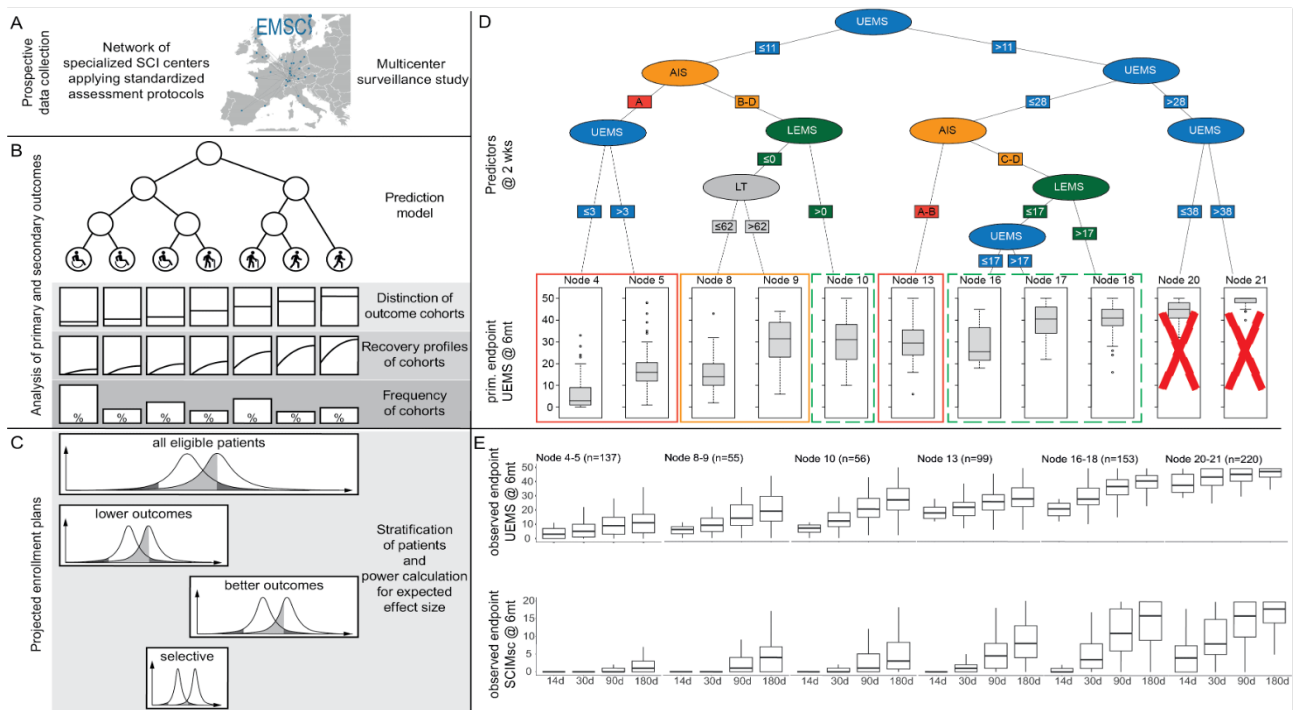 A
Prospective
data collection
Network of
specialized SCI centers
applying standardized
assessment protocols
EMSCI
Multicenter
surveillance study
B
Analysis of primary and secondary outcomes
Prediction
model
Distinction of
outcome cohorts
Recovery profiles
of cohorts
% % % % % % %
Frequency
of cohorts
C
Projected enrollment plans
all eligible patients
lower outcomes
better outcomes
selective
Stratification
of patients
and
power calculation
for expected
effect size
D
Predictors
@ 2 wks
UEMS
≤11 >11
AIS UEMS
A B-D ≤28 >28
UEMS LEMS AIS UEMS
≤0 C-D
LT LEMS
≤3 >3 ≤62 >62 >0 A-B ≤17 >17 ≤38 >38
UEMS
≤17 >17
prim. endpoint
UEMS @ 6mt
Node 4 Node 5 Node 8 Node 9 Node 10 Node 13 Node 16 Node 17 Node 18 Node 20 Node 21
50
40
30
20
10
0
E
Node 4-5 (n=137) Node 8-9 (n=55) Node 10 (n=56) Node 13 (n=99) Node 16-18 (n=153) Node 20-21 (n=220)
observed endpoint
UEMS @ 6mt
50
40
30
20
10
0
observed endpoint
SCIMsc @ 6mt
20
15
10
5
0
14d 30d 90d 180d 14d 30d 90d 180d 14d 30d 90d 180d 14d 30d 90d 180d 14d 30d 90d 180d 14d 30d 90d 180d